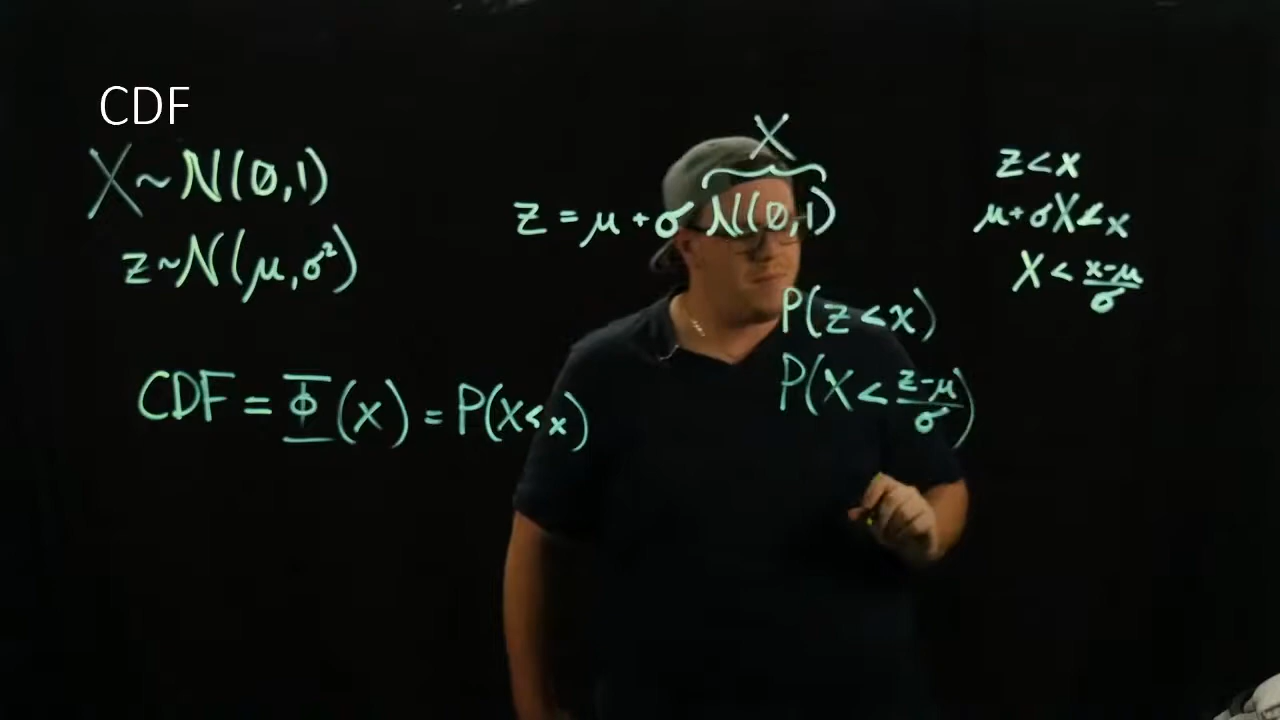 CDF
X~N(0,1)
z~N(μ,σ²)
CDF = Φ(x) = P(X<x)
X
z = μ + σ N(0,1)
P(z<x)
P(X < (z-μ)/σ)
z<x
μ+σX<x
X < (x-μ)/σ